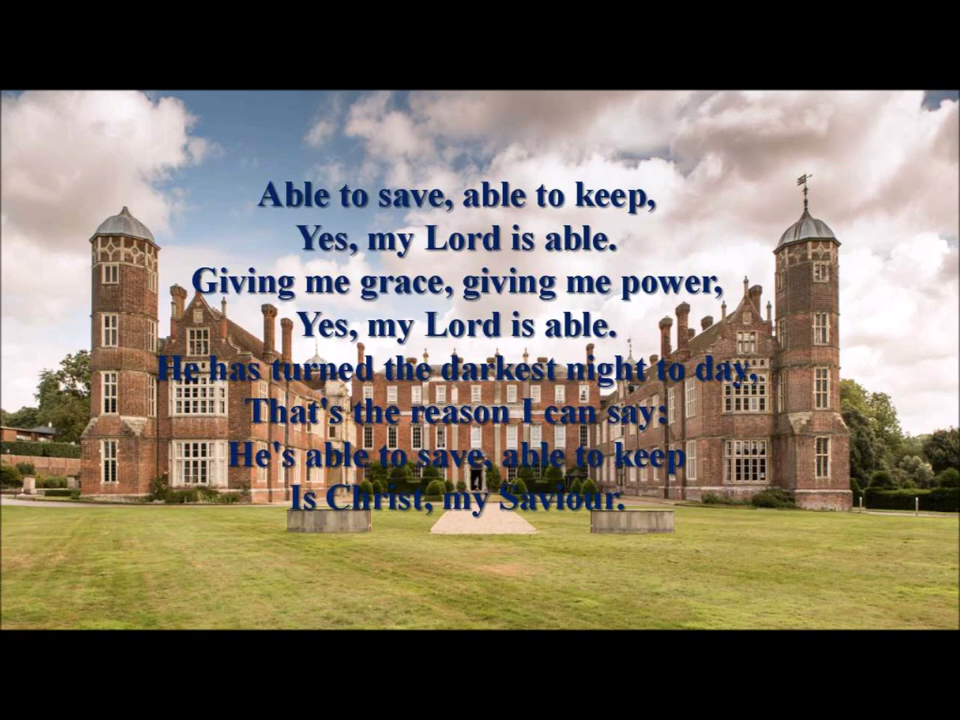 Able to save, able to keep,
Yes, my Lord is able.
Giving me grace, giving me power,
Yes, my Lord is able.
He has turned the darkest night to day,
That's the reason I can say:
He's able to save, able to keep
Is Christ, my Saviour.